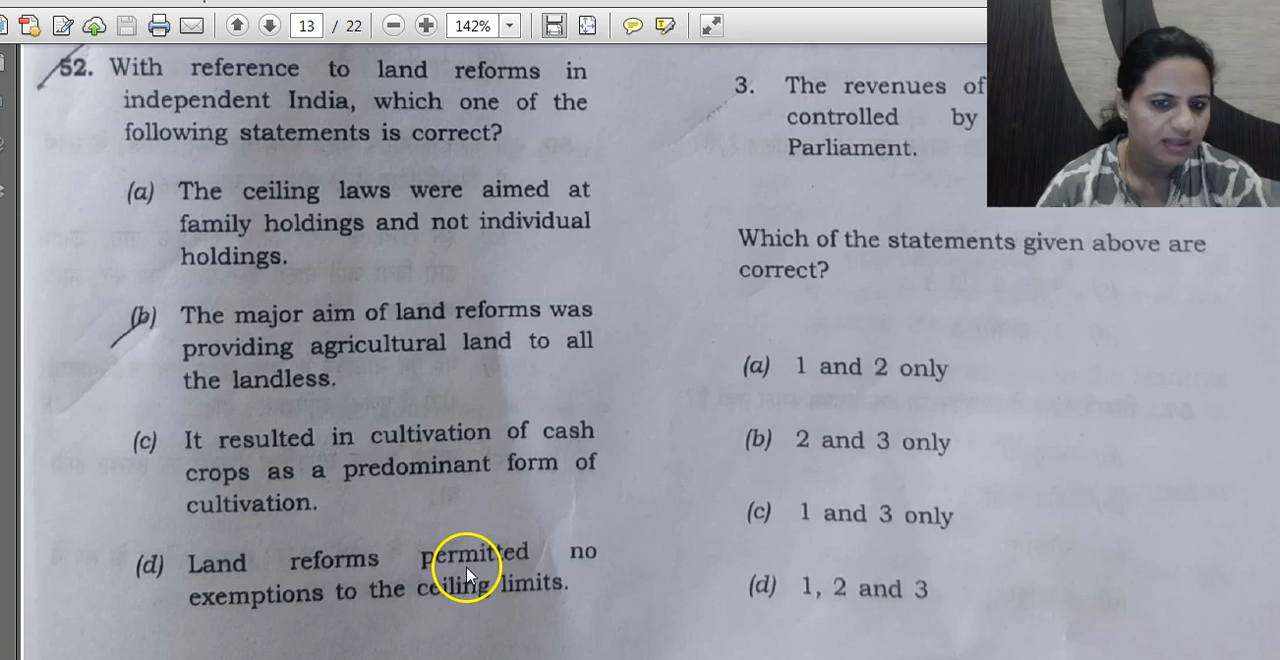 13 / 22
142%
52. With reference to land reforms in
independent India, which one of the
following statements is correct?
(a) The ceiling laws were aimed at
family holdings and not individual
holdings.
(b) The major aim of land reforms was
providing agricultural land to all
the landless.
(c) It resulted in cultivation of cash
crops as a predominant form of
cultivation.
(d) Land reforms permitted no
exemptions to the ceiling limits.
3. The revenues of
controlled by
Parliament.
Which of the statements given above are
correct?
(a) 1 and 2 only
(b) 2 and 3 only
(c) 1 and 3 only
(d) 1, 2 and 3